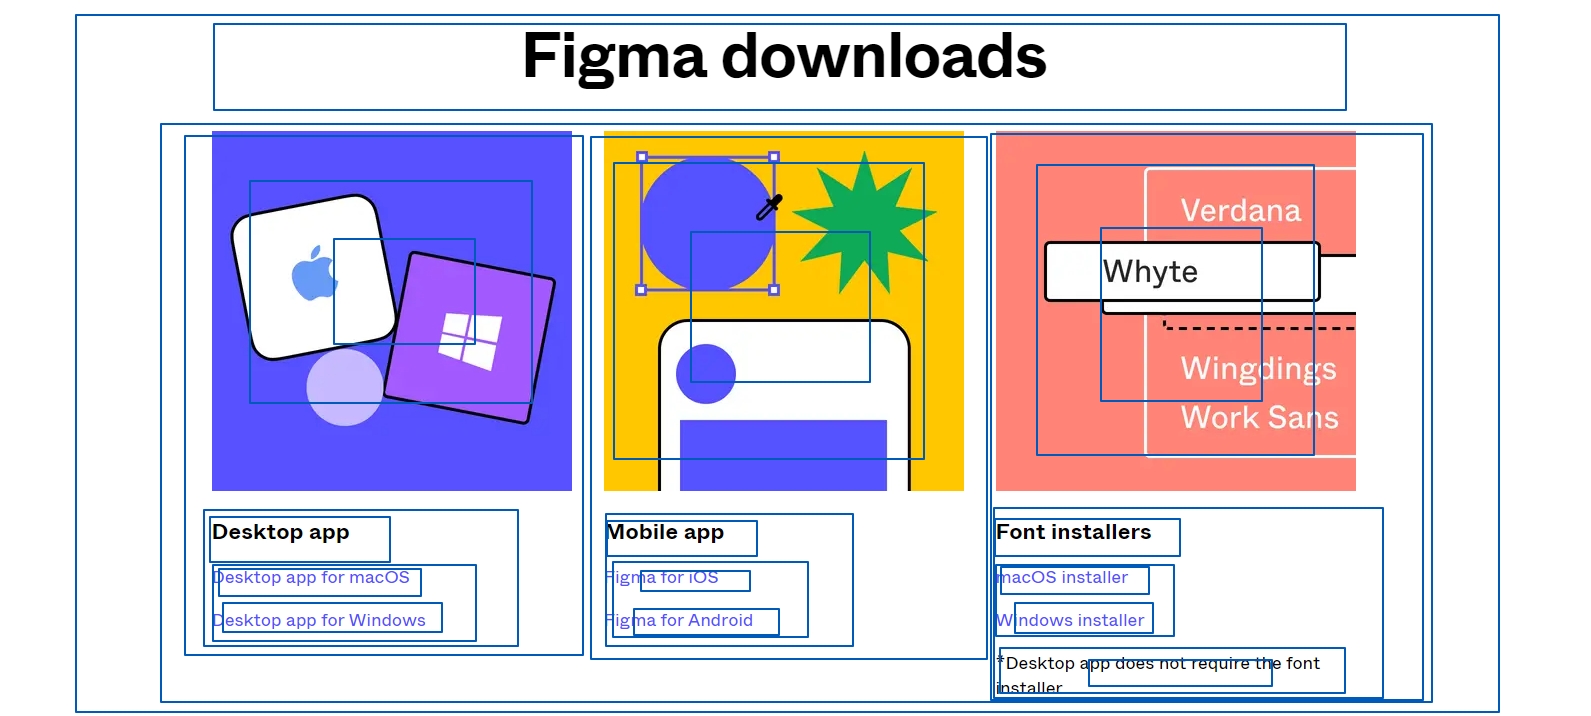 Figma downloads
Verdana
Whyte
Wingdings
Work Sans
Desktop app
Desktop app for macOS
Desktop app for Windows
Mobile app
Figma for iOS
Figma for Android
Font installers
macOS installer
Windows installer
*Desktop app does not require the font
installer